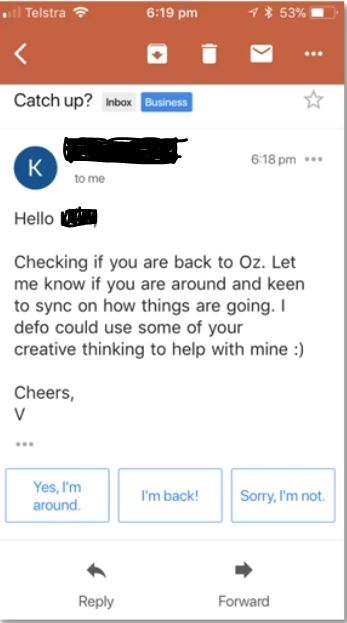 Telstra 6:19 pm 53%
Catch up? Inbox Business
K
6:18 pm
to me
Hello
Checking if you are back to Oz. Let
me know if you are around and keen
to sync on how things are going. I
defo could use some of your
creative thinking to help with mine :)
Cheers,
V
Yes, I'm
around.
I'm back!
Sorry, I'm not.
Reply Forward